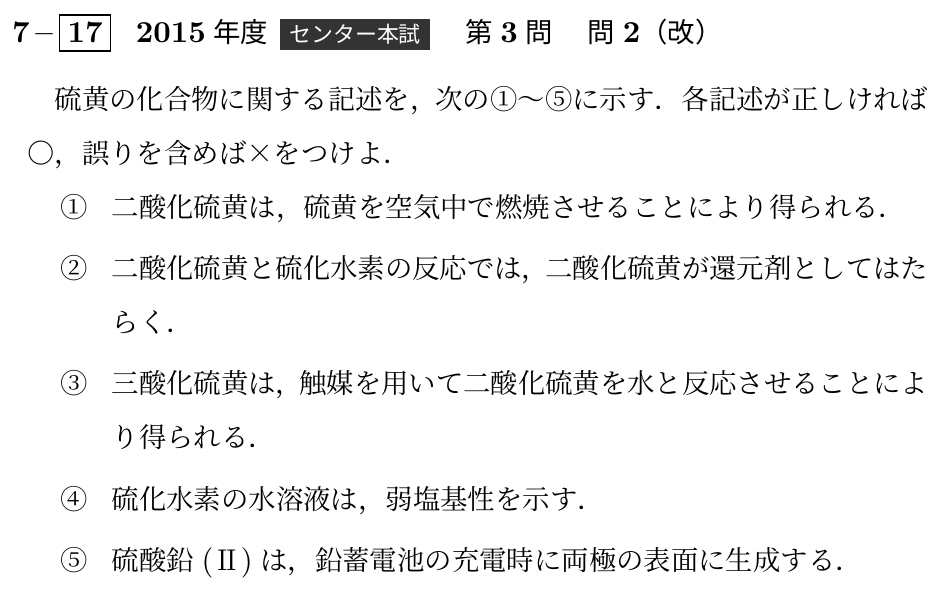 7－17 2015 年度 センター本試 第 3 問 問 2（改）
硫黄の化合物に関する記述を，次の①～⑤に示す．各記述が正しければ
〇，誤りを含めば×をつけよ．
① 二酸化硫黄は，硫黄を空気中で燃焼させることにより得られる．
② 二酸化硫黄と硫化水素の反応では，二酸化硫黄が還元剤としてはた
らく．
③ 三酸化硫黄は，触媒を用いて二酸化硫黄を水と反応させることによ
り得られる．
④ 硫化水素の水溶液は，弱塩基性を示す．
⑤ 硫酸鉛(Ⅱ)は，鉛蓄電池の充電時に両極の表面に生成する．